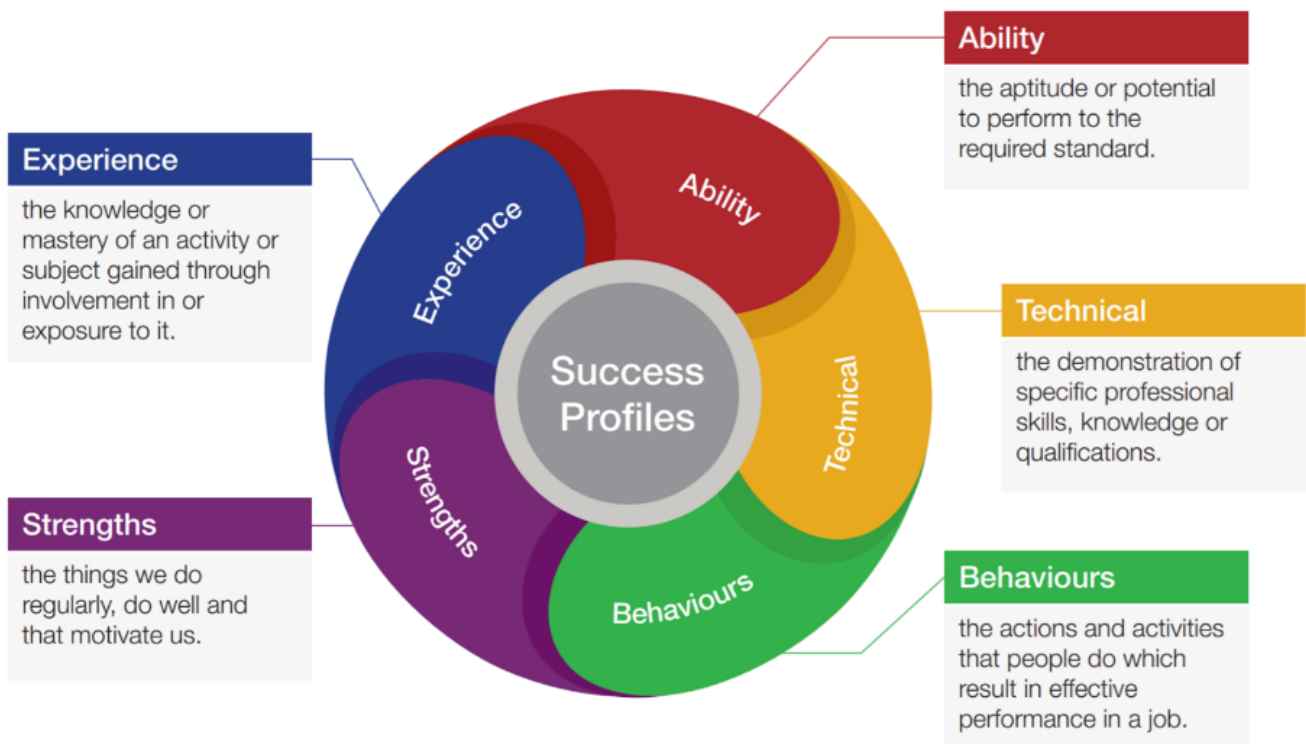 Ability
the aptitude or potential
to perform to the
required standard.
Experience
the knowledge or
mastery of an activity or
subject gained through
involvement in or
exposure to it.
Ability
Experience
Technical
the demonstration of
specific professional
skills, knowledge or
qualifications.
Success
Profiles
Technical
Strengths
Strengths
the things we do
regularly, do well and
that motivate us.
Behaviours
Behaviours
the actions and activities
that people do which
result in effective
performance in a job.